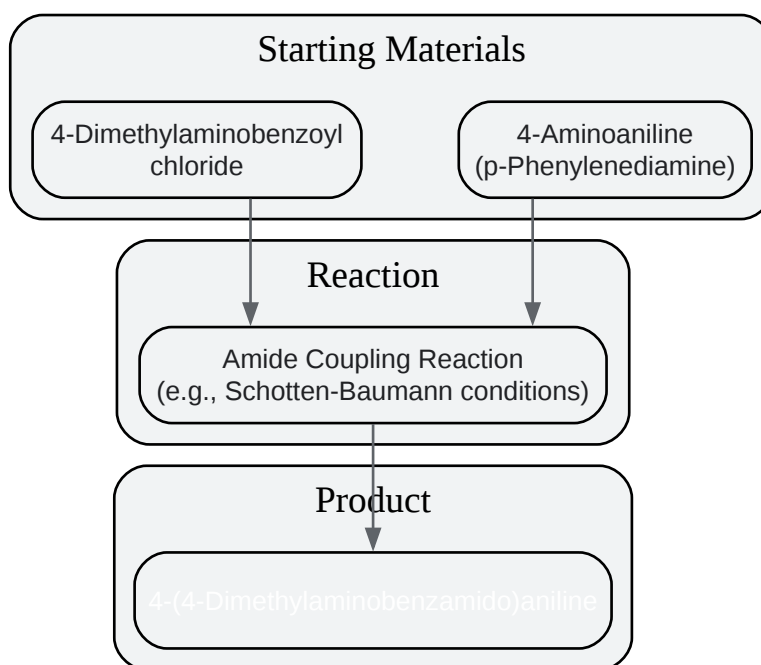 Starting Materials
4-Dimethylaminobenzoyl
chloride
4-Aminoaniline
(p-Phenylenediamine)
Reaction
Amide Coupling Reaction
(e.g., Schotten-Baumann conditions)
Product
4-(4-Dimethylaminobenzamido)aniline